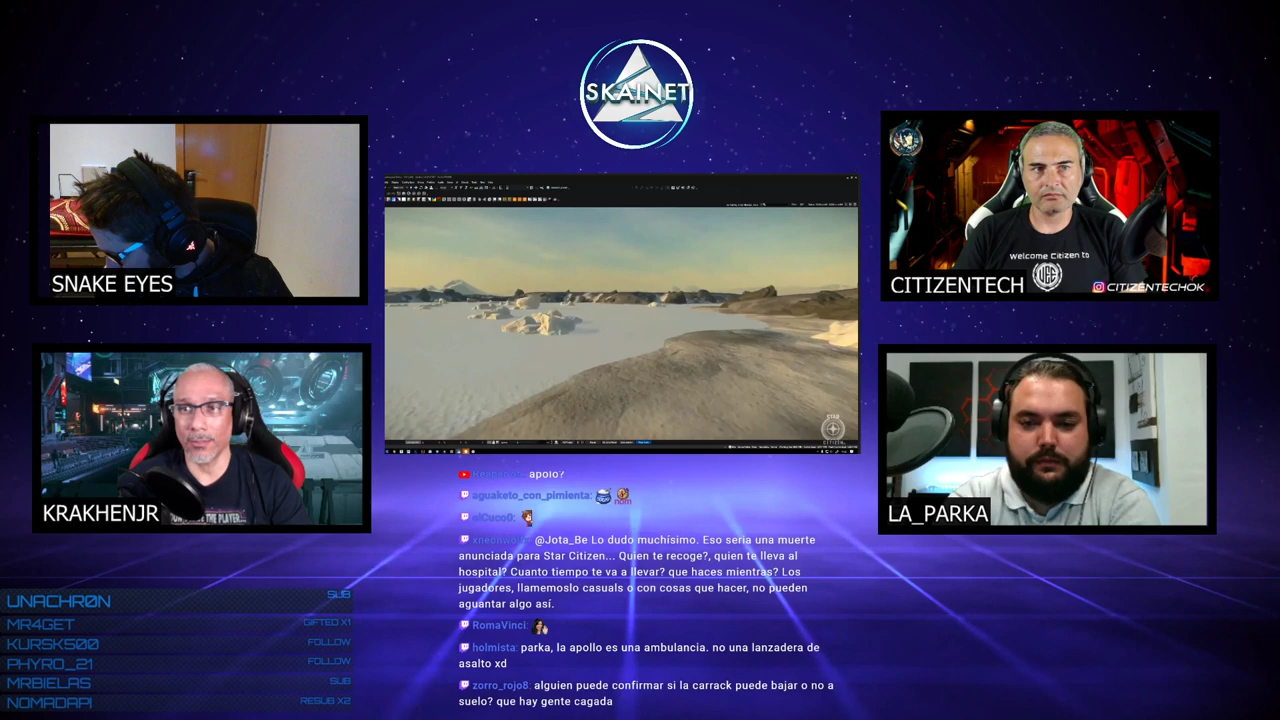 SKAINET
SNAKE EYES
Welcome Citizen to
UEE
CITIZENTECH
CITIZENTECHOK
KRAKHENJR
LA_PARKA
STAR
CITIZEN
apolo?
aguaketo_con_pimienta:
elCuco0:
@Jota_Be Lo dudo muchísimo. Eso seria una muerte
anunciada para Star Citizen... Quien te recoge?, quien te lleva al
hospital? Cuanto tiempo te va a llevar? que haces mientras? Los
jugadores, llamemoslo casuals o con cosas que hacer, no pueden
aguantar algo así.
RomaVinci:
holmista: parka, la apollo es una ambulancia. no una lanzadera de
asalto xd
zorro_rojo8: alguien puede confirmar si la carrack puede bajar o no a
suelo? que hay gente cagada
UNACHR0N SUB
MR4GET GIFTED X1
KURSK500 FOLLOW
PHYRO_21 FOLLOW
MRBIELAS SUB
NOMADAPI RESUB X2